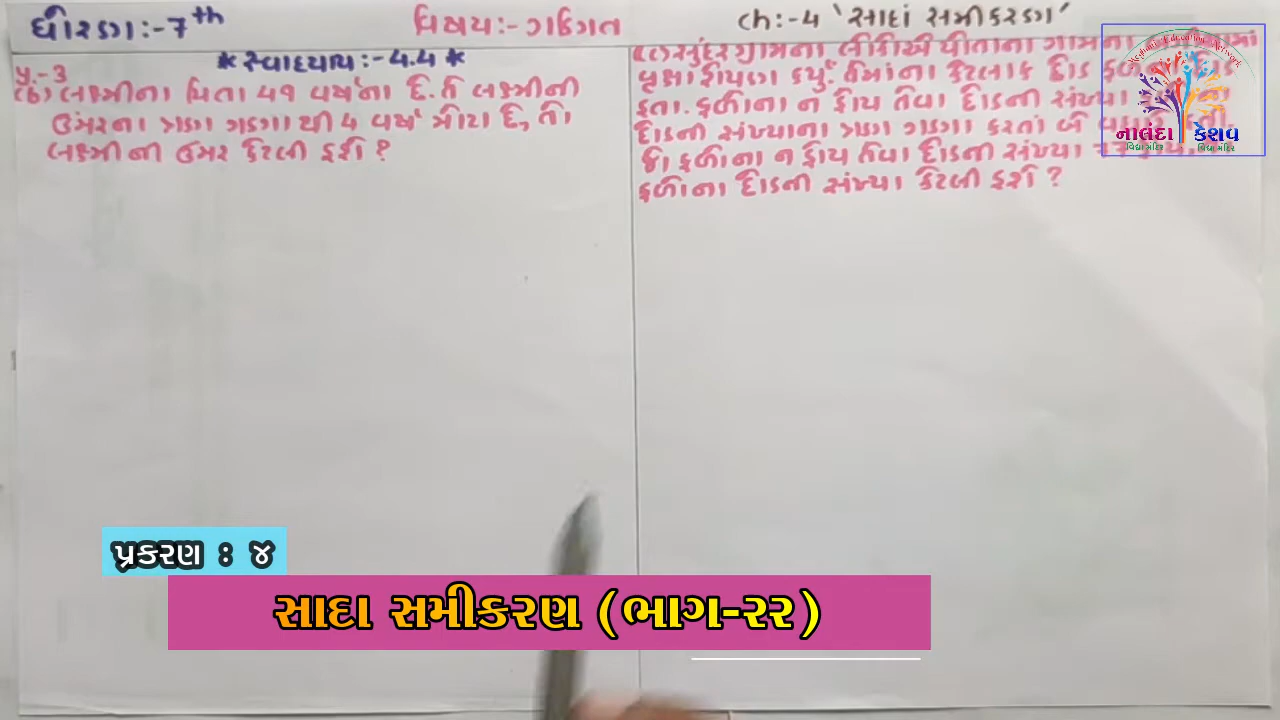 ધોરણ:-7th
વિષય:- ગણિત
ch:-4 'સાદાં સમીકરણ'
* સ્વાધ્યાય:-4.4 *
પ્ર.-3
(b) લક્ષ્મીના પિતા 49 વર્ષના છે. તે લક્ષ્મીની
ઉંમરના ત્રણ ગણા થી 4 વર્ષ મોટા છે, તો
લક્ષ્મી ની ઉંમર કેટલી હશે ?
(c) સુંદરગ્રામના લોકોએ પોતાના ગામના
વૃક્ષારોપણ કર્યું. તેમાંના કેટલાક ઝાડ
હતા. ફળોના ન હોય તેવા ઝાડની સંખ્યા
ઝાડની સંખ્યાના ત્રણ ગણા કરતાં બે
જો ફળોના ન હોય તેવા ઝાડની સંખ્યા
ફળોના ઝાડની સંખ્યા કેટલી હશે ?
નાલંદા
વિદ્યા મંદિર
કેશવ
વિદ્યા મંદિર
પ્રકરણ : ૪
સાદા સમીકરણ (ભાગ-૨૨)